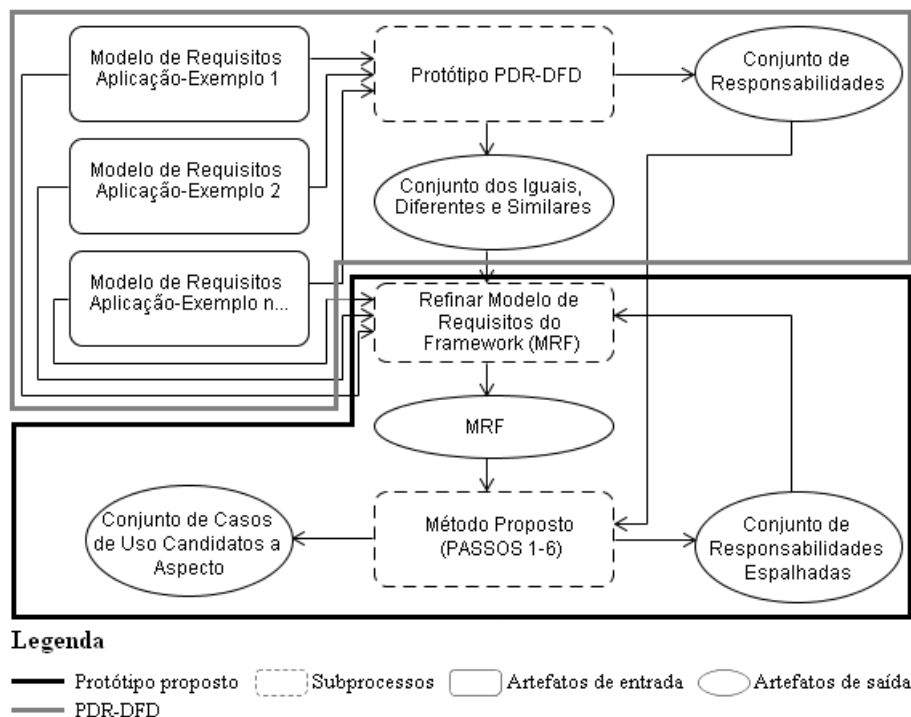 Modelo de Requisitos
Aplicação-Exemplo 1
Protótipo PDR-DFD
Conjunto de
Responsabilidades
Modelo de Requisitos
Aplicação-Exemplo 2
Conjunto dos Iguais,
Diferentes e Similares
Modelo de Requisitos
Aplicação-Exemplo n...
Refinar Modelo de
Requisitos do
Framework (MRF)
MRF
Conjunto de Casos
de Uso Candidatos a
Aspecto
Método Proposto
(PASSOS 1-6)
Conjunto de
Responsabilidades
Espalhadas
Legenda
Protótipo proposto
Subprocessos
Artefatos de entrada
Artefatos de saída
PDR-DFD